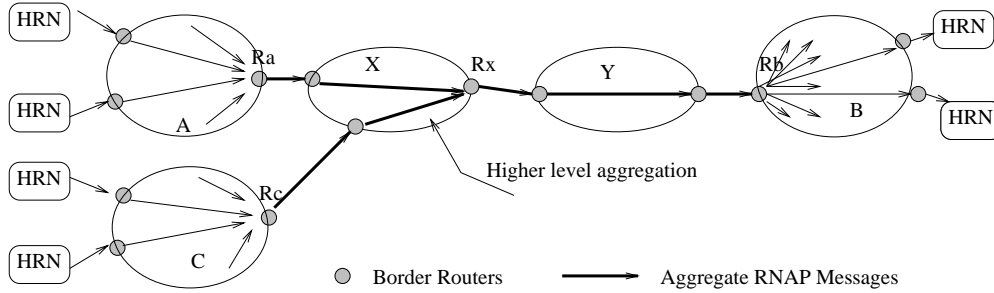 HRN
HRN
HRN
HRN
HRN
HRN
Ra
X
Rx
Y
Rb
A
B
Rc
Higher level aggregation
C
Border Routers
Aggregate RNAP Messages